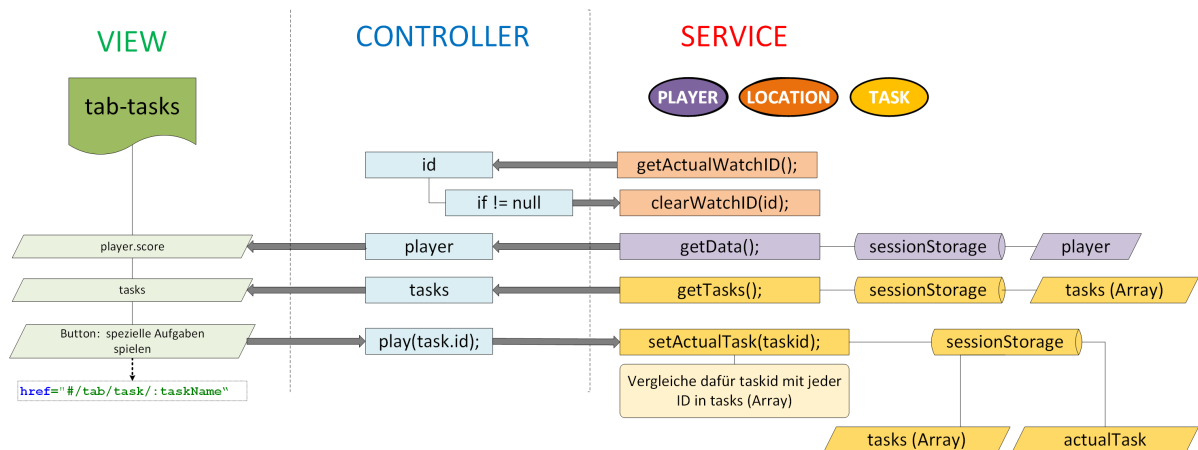 VIEW
CONTROLLER
SERVICE
tab-tasks
PLAYER
LOCATION
TASK
id
getActualWatchID();
if != null
clearWatchID(id);
player.score
player
getData();
sessionStorage
player
tasks
tasks
getTasks();
sessionStorage
tasks (Array)
Button: spezielle Aufgaben
spielen
play(task.id);
setActualTask(taskid);
sessionStorage
href="#/tab/task/:taskName“
Vergleiche dafür taskid mit jeder
ID in tasks (Array)
tasks (Array)
actualTask